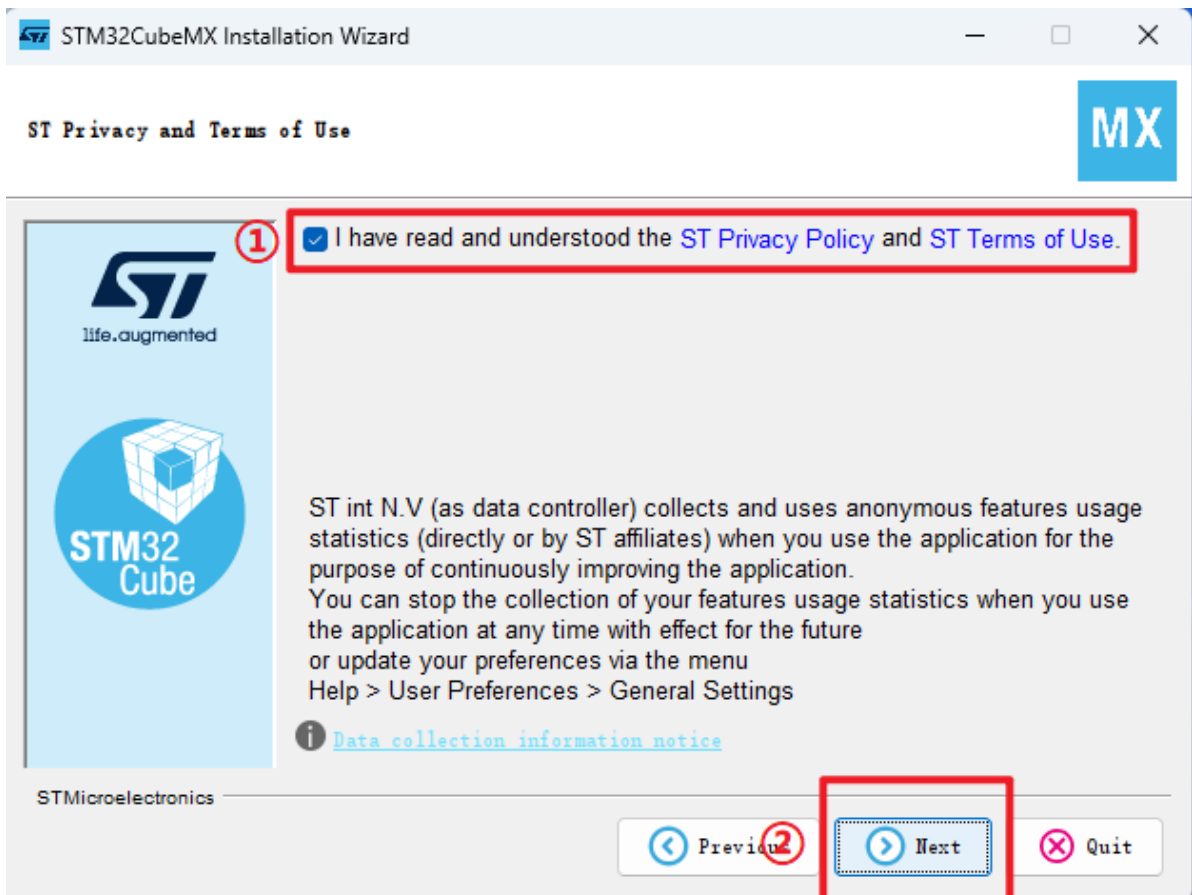 STM32CubeMX Installation Wizard
ST Privacy and Terms of Use
MX
① I have read and understood the ST Privacy Policy and ST Terms of Use.
ST
life.augmented
STM32
Cube
ST int N.V (as data controller) collects and uses anonymous features usage
statistics (directly or by ST affiliates) when you use the application for the
purpose of continuously improving the application.
You can stop the collection of your features usage statistics when you use
the application at any time with effect for the future
or update your preferences via the menu
Help > User Preferences > General Settings
Data collection information notice
STMicroelectronics
Previous ② Next Quit